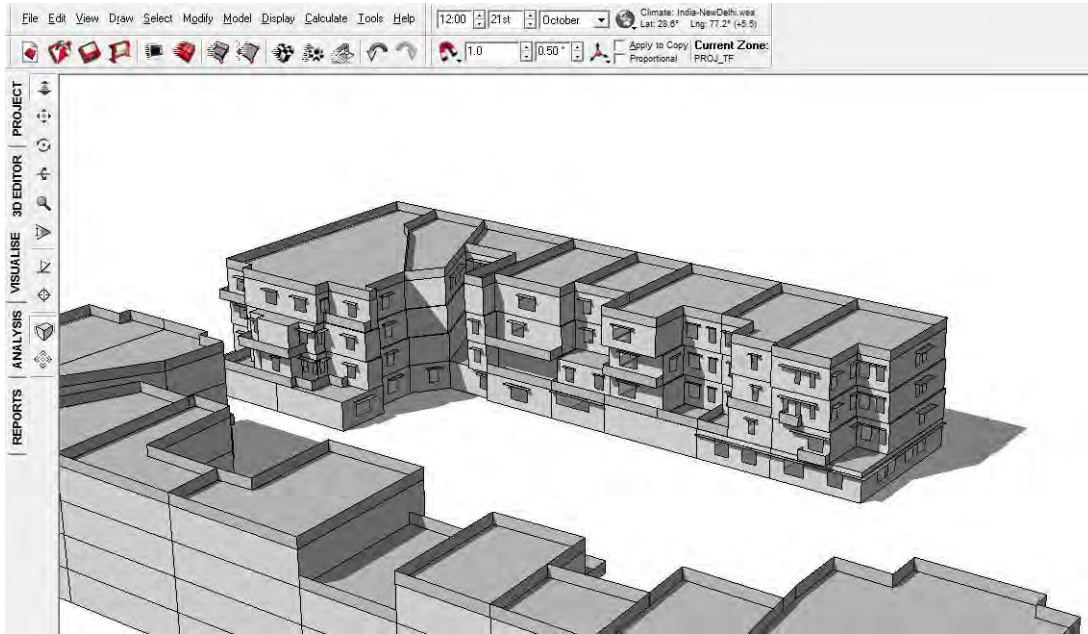 File Edit View Draw Select Modify Model Display Calculate Tools Help
12:00 21st October
Climate: India-NewDelhi.wea
Lat: 28.6° Lng: 77.2° (+5.5)
1.0 0.50 °
Apply to Copy
Proportional
Current Zone:
PROJ_TF
PROJECT
3D EDITOR
VISUALISE
ANALYSIS
REPORTS